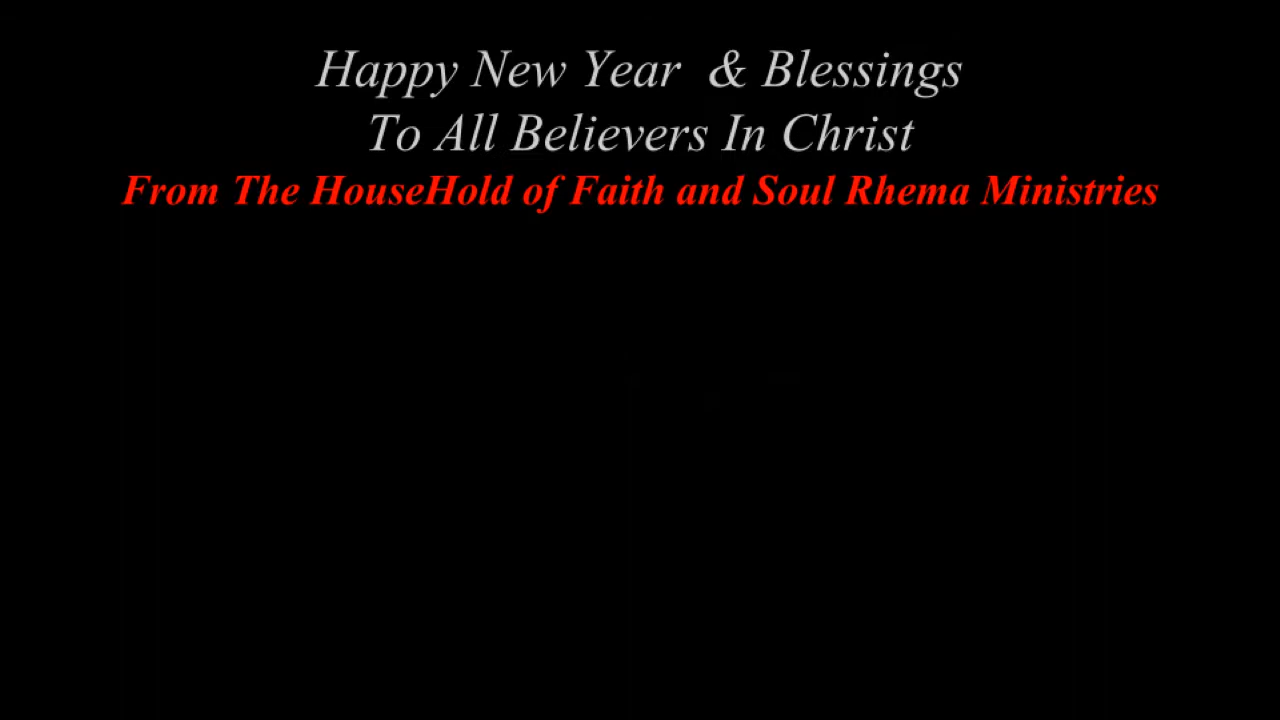 Happy New Year & Blessings
To All Believers In Christ
From The HouseHold of Faith and Soul Rhema Ministries